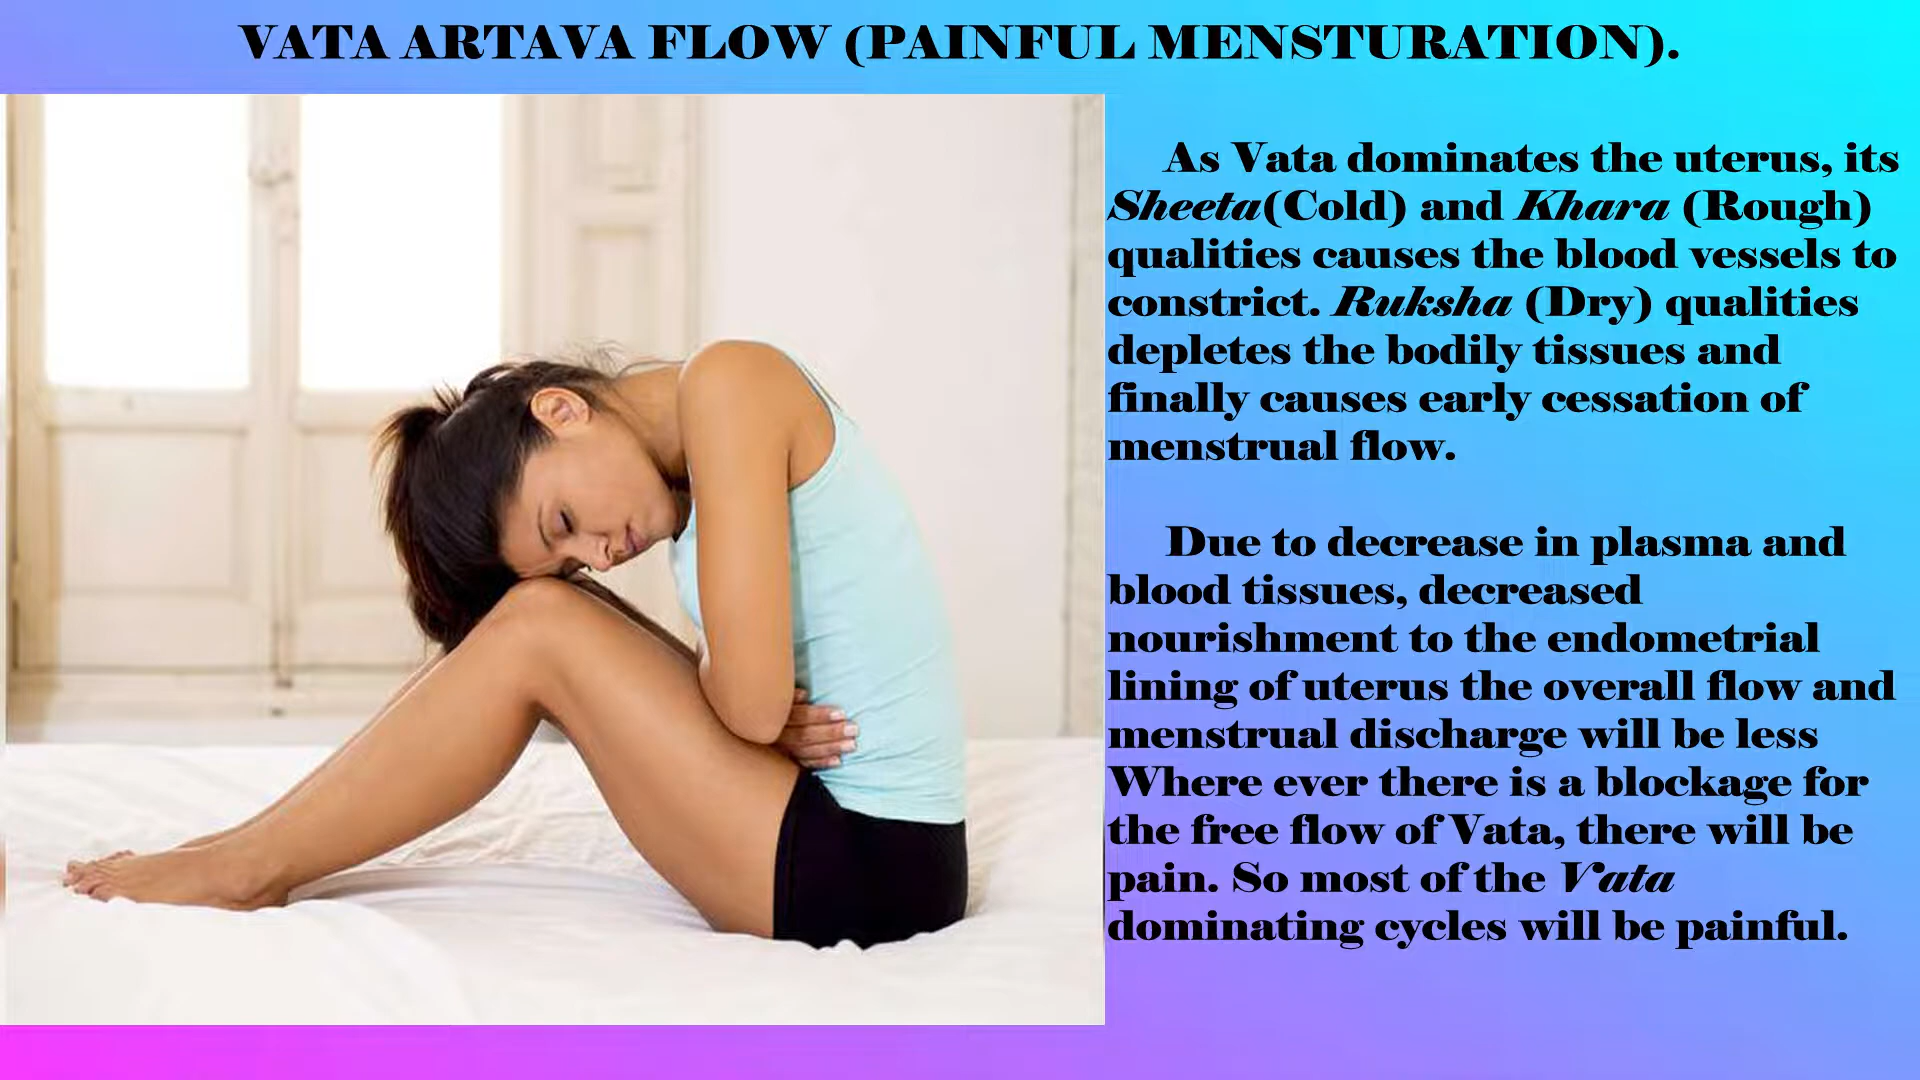 VATA ARTAVA FLOW (PAINFUL MENSTURATION).
As Vata dominates the uterus, its
Sheeta(Cold) and Khara (Rough)
qualities causes the blood vessels to
constrict. Ruksha (Dry) qualities
depletes the bodily tissues and
finally causes early cessation of
menstrual flow.
Due to decrease in plasma and
blood tissues, decreased
nourishment to the endometrial
lining of uterus the overall flow and
menstrual discharge will be less
Where ever there is a blockage for
the free flow of Vata, there will be
pain. So most of the Vata
dominating cycles will be painful.